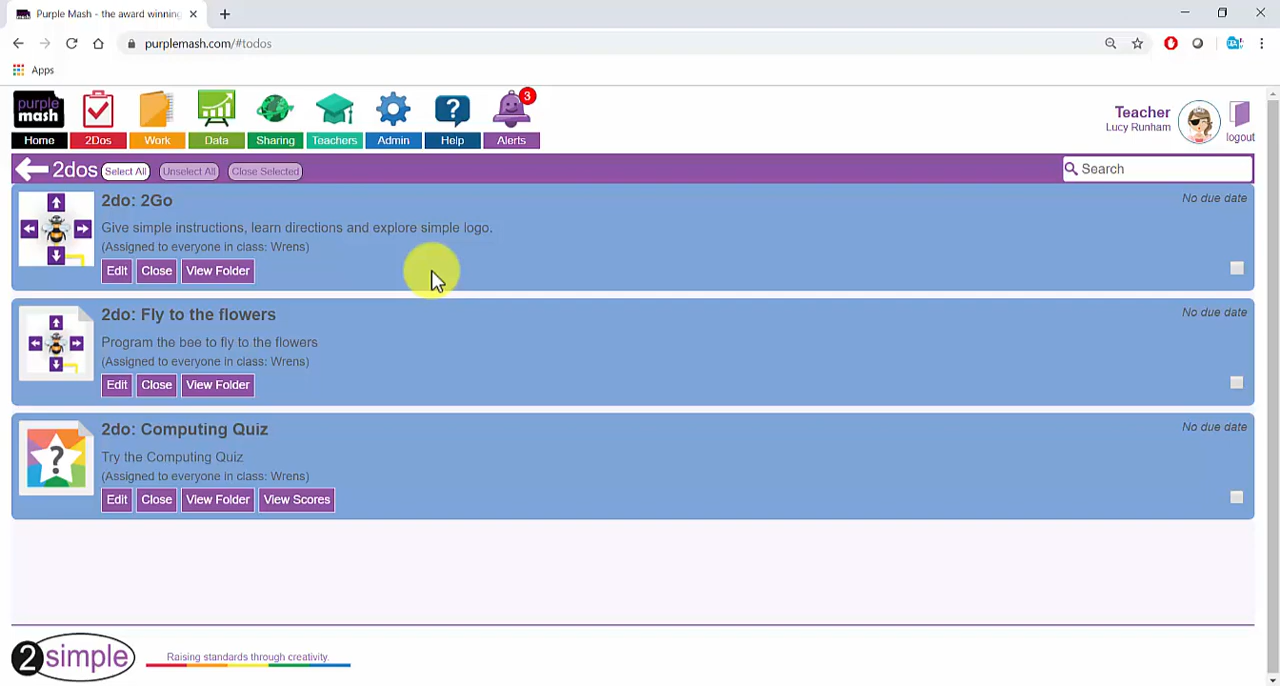 Purple Mash - the award winning
purplemash.com/#todos
Apps
purple
mash
Home
2Dos
Work
Data
Sharing
Teachers
Admin
?
Help
3
Alerts
Teacher
Lucy Runham
logout
2dos
Select All
Unselect All
Close Selected
Search
2do: 2Go
No due date
Give simple instructions, learn directions and explore simple logo.
(Assigned to everyone in class: Wrens)
Edit
Close
View Folder
2do: Fly to the flowers
No due date
Program the bee to fly to the flowers
(Assigned to everyone in class: Wrens)
Edit
Close
View Folder
?
2do: Computing Quiz
No due date
Try the Computing Quiz
(Assigned to everyone in class: Wrens)
Edit
Close
View Folder
View Scores
2simple
Raising standards through creativity.